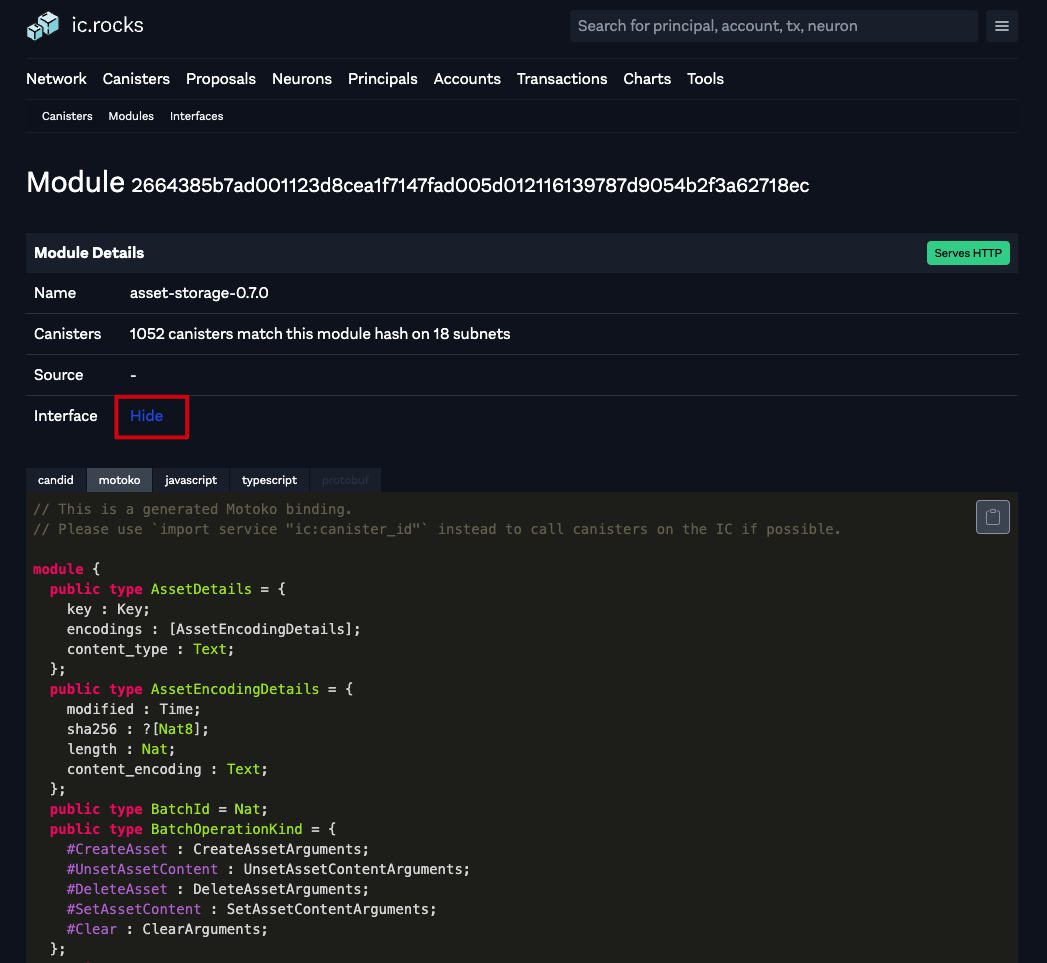 ic.rocks
Search for principal, account, tx, neuron
Network Canisters Proposals Neurons Principals Accounts Transactions Charts Tools
Canisters Modules Interfaces
Module 2664385b7ad001123d8cea1f7147fad005d012116139787d9054b2f3a62718ec
Module Details Serves HTTP
Name asset-storage-0.7.0
Canisters 1052 canisters match this module hash on 18 subnets
Source -
Interface Hide
candid motoko javascript typescript protobuf
// This is a generated Motoko binding.
// Please use `import service "ic:canister_id"` instead to call canisters on the IC if possible.
module {
  public type AssetDetails = {
    key : Key;
    encodings : [AssetEncodingDetails];
    content_type : Text;
  };
  public type AssetEncodingDetails = {
    modified : Time;
    sha256 : ?[Nat8];
    length : Nat;
    content_encoding : Text;
  };
  public type BatchId = Nat;
  public type BatchOperationKind = {
    #CreateAsset : CreateAssetArguments;
    #UnsetAssetContent : UnsetAssetContentArguments;
    #DeleteAsset : DeleteAssetArguments;
    #SetAssetContent : SetAssetContentArguments;
    #Clear : ClearArguments;
  };